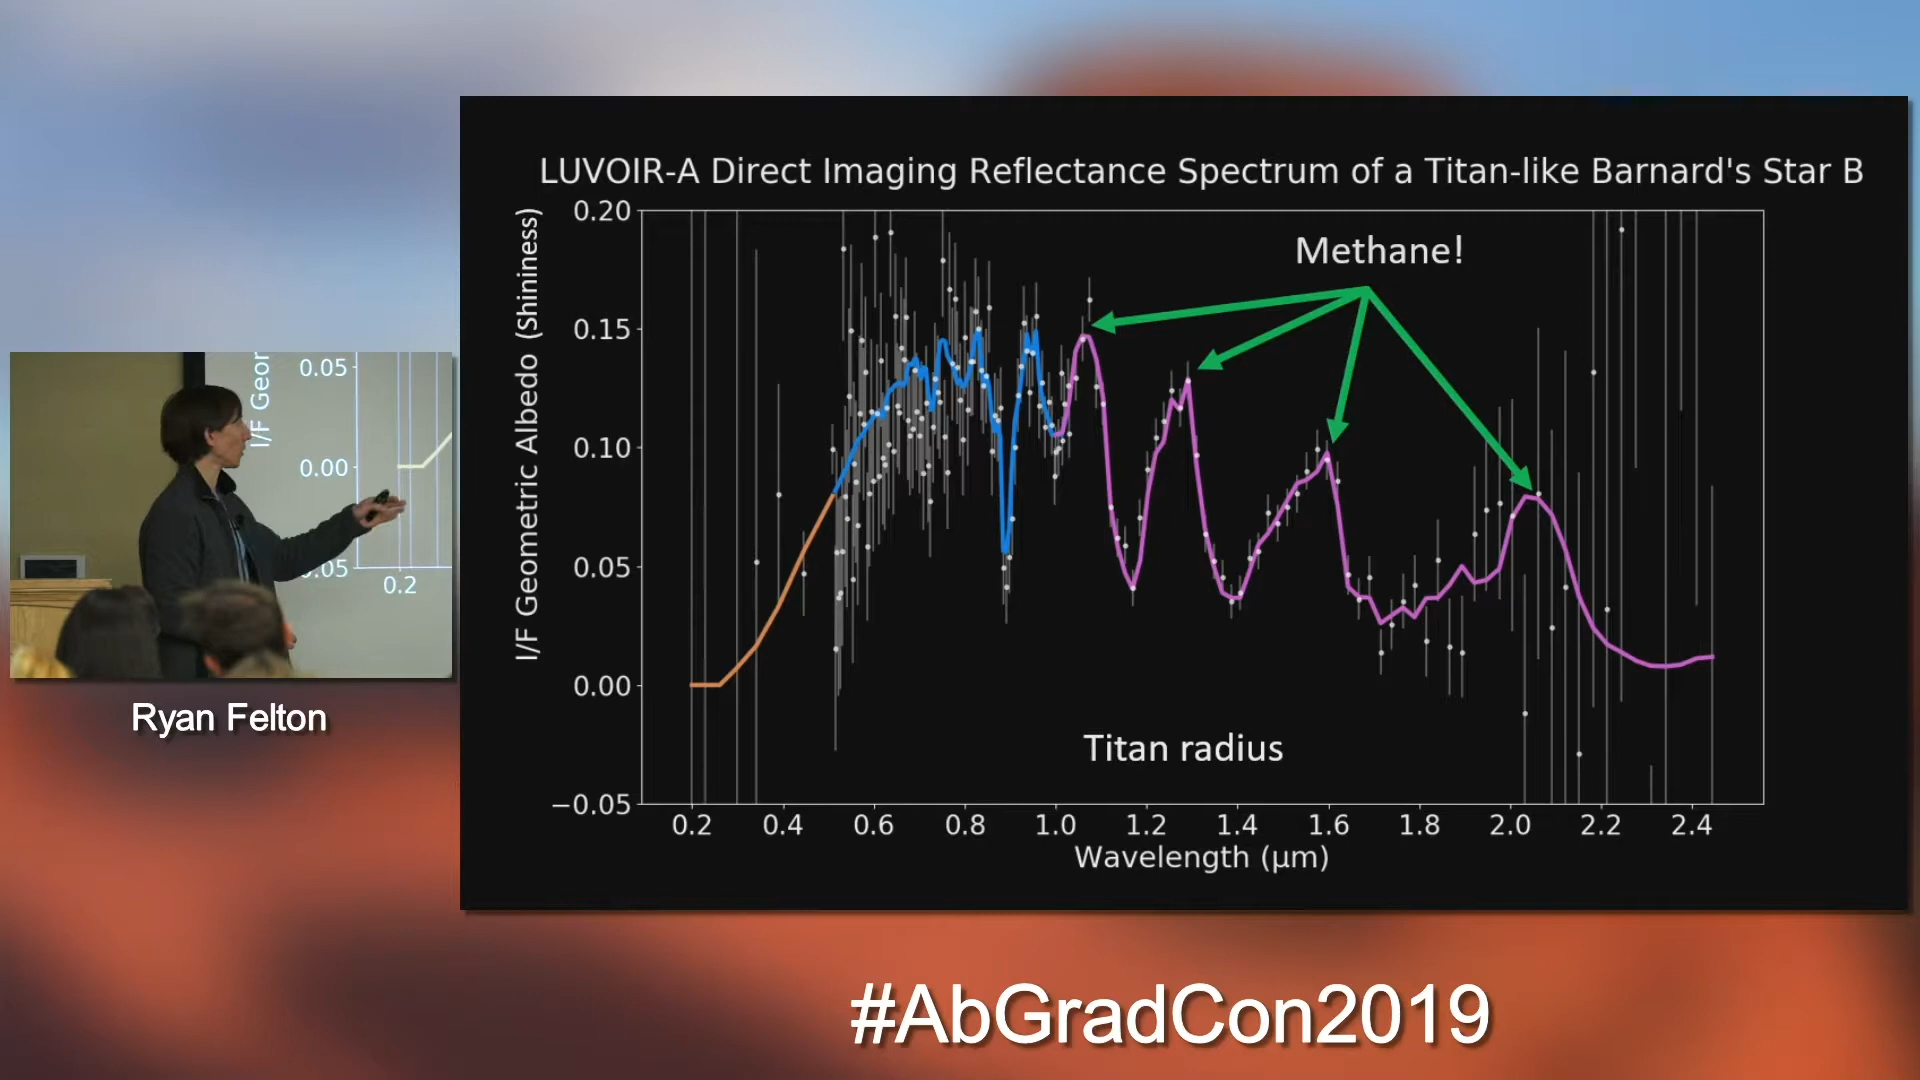 LUVOIR-A Direct Imaging Reflectance Spectrum of a Titan-like Barnard's Star B
I/F Geometric Albedo (Shininess)
0.20
0.15
0.10
0.05
0.00
−0.05
Methane!
Titan radius
0.2 0.4 0.6 0.8 1.0 1.2 1.4 1.6 1.8 2.0 2.2 2.4
Wavelength (μm)
I/F Geor
0.05
0.00
0.05
0.2
Ryan Felton
#AbGradCon2019